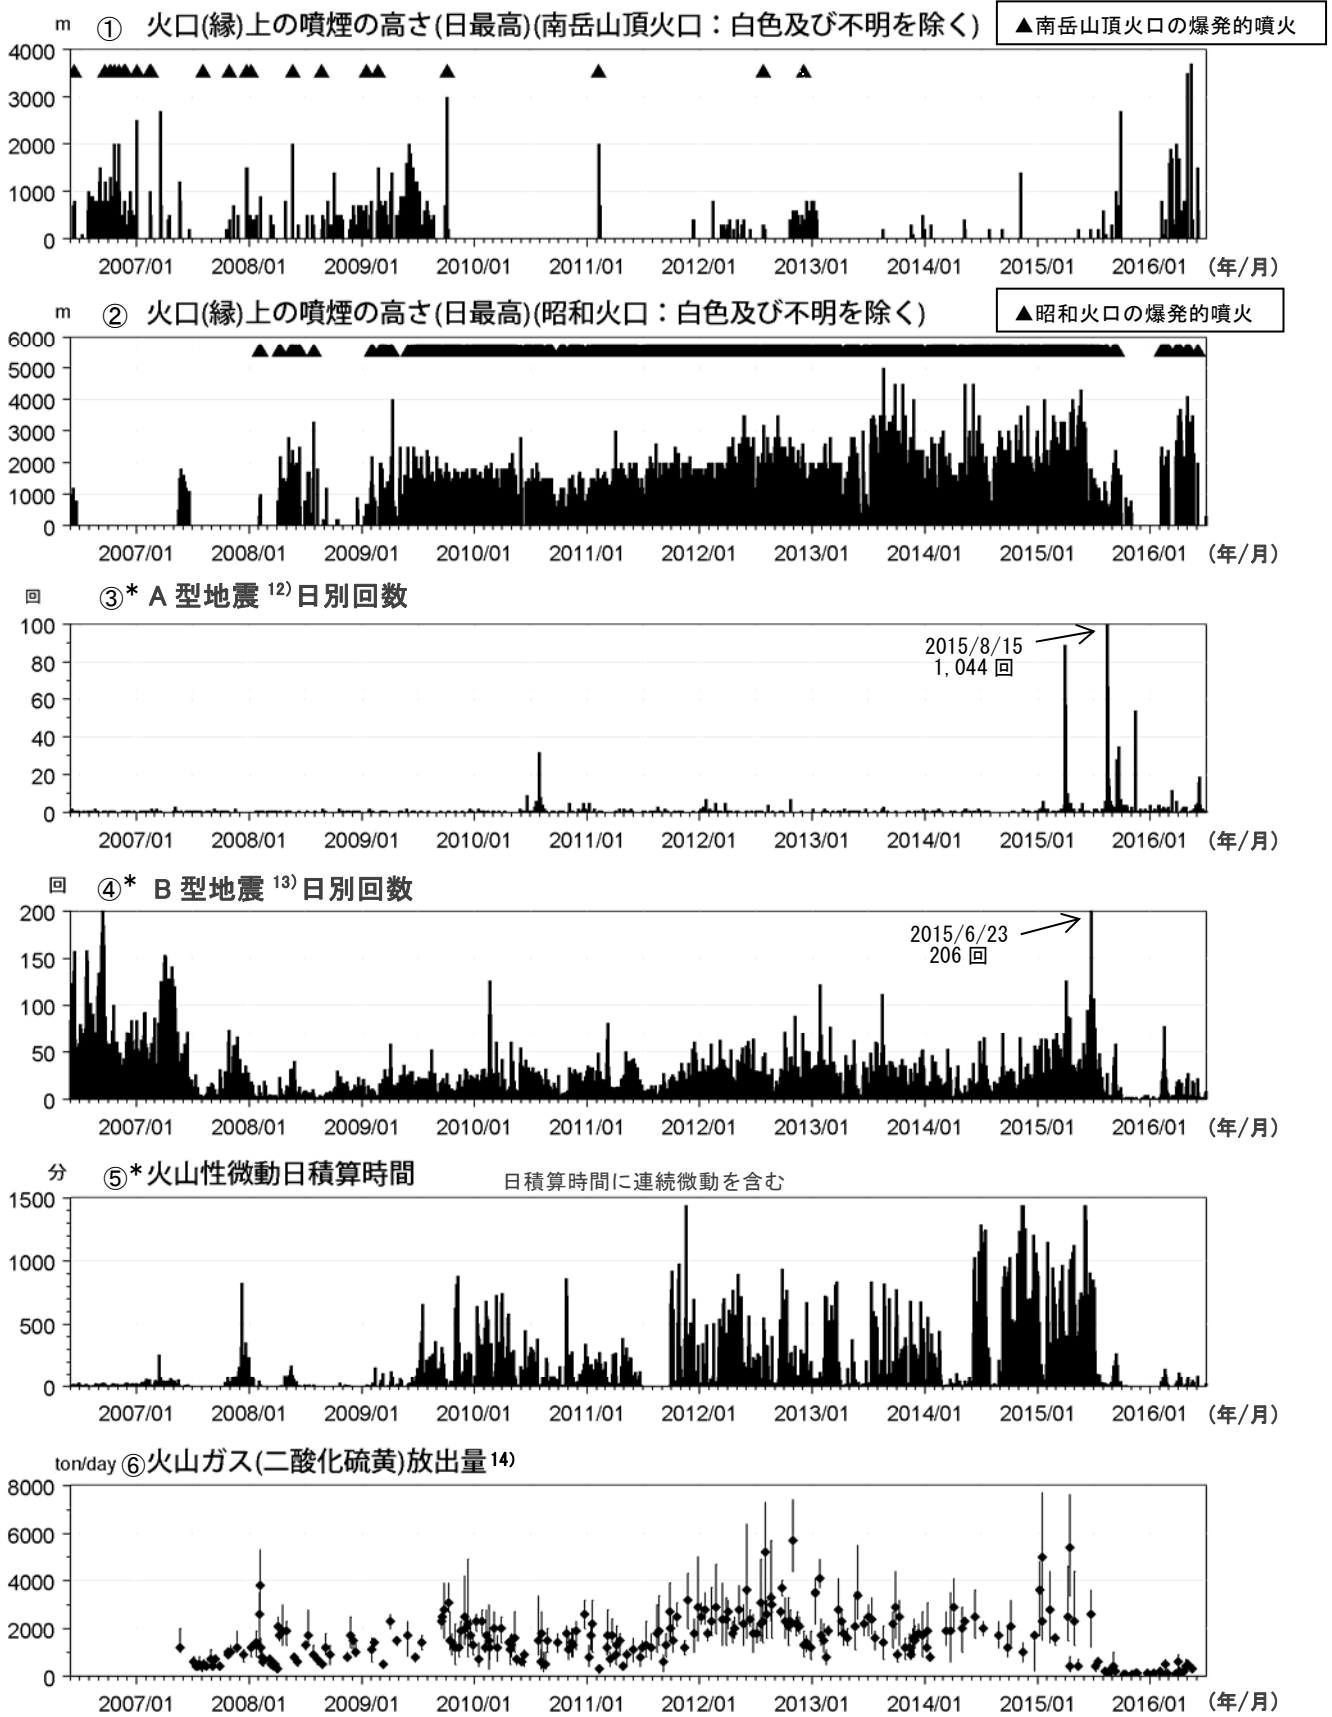 m ① 火口(縁)上の噴煙の高さ(日最高)(南岳山頂火口：白色及び不明を除く)
▲南岳山頂火口の爆発的噴火
4000
3000
2000
1000
0
2007/01 2008/01 2009/01 2010/01 2011/01 2012/01 2013/01 2014/01 2015/01 2016/01 (年/月)
m ② 火口(縁)上の噴煙の高さ(日最高)(昭和火口：白色及び不明を除く)
▲昭和火口の爆発的噴火
6000
5000
4000
3000
2000
1000
0
2007/01 2008/01 2009/01 2010/01 2011/01 2012/01 2013/01 2014/01 2015/01 2016/01 (年/月)
回 ③* A 型地震 12)日別回数
100
80
60
40
20
0
2015/8/15
1,044 回
2007/01 2008/01 2009/01 2010/01 2011/01 2012/01 2013/01 2014/01 2015/01 2016/01 (年/月)
回 ④* B 型地震 13)日別回数
200
150
100
50
0
2015/6/23
206 回
2007/01 2008/01 2009/01 2010/01 2011/01 2012/01 2013/01 2014/01 2015/01 2016/01 (年/月)
分 ⑤*火山性微動日積算時間 日積算時間に連続微動を含む
1500
1000
500
0
2007/01 2008/01 2009/01 2010/01 2011/01 2012/01 2013/01 2014/01 2015/01 2016/01 (年/月)
ton/day ⑥火山ガス(二酸化硫黄)放出量14)
8000
6000
4000
2000
0
2007/01 2008/01 2009/01 2010/01 2011/01 2012/01 2013/01 2014/01 2015/01 2016/01 (年/月)